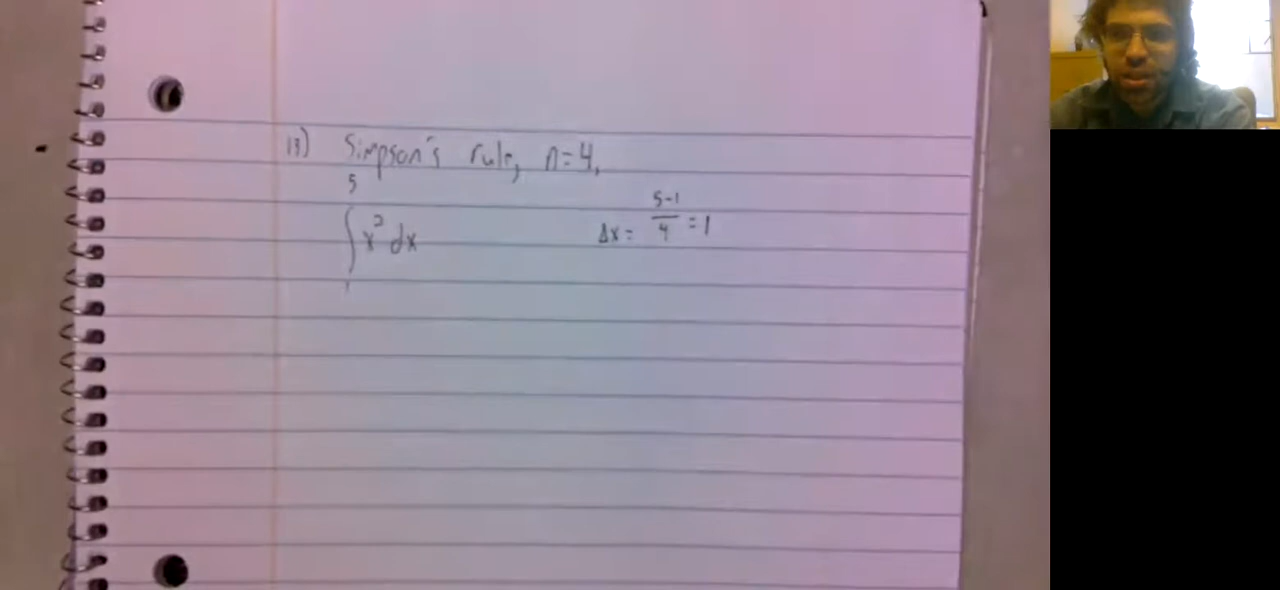 13) Simpson's rule, n=4,
5
∫ x² dx
1
Δx = (5-1)/4 = 1